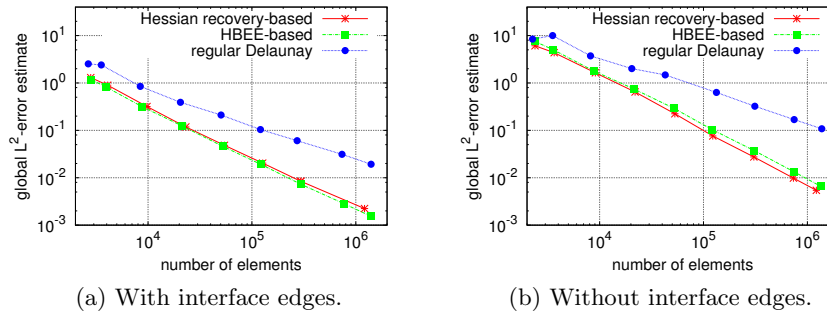 Hessian recovery-based
HBEE-based
regular Delaunay
10^1
10^0
10^-1
10^-2
10^-3
global L^2-error estimate
10^4
10^5
10^6
number of elements
(a) With interface edges.
Hessian recovery-based
HBEE-based
regular Delaunay
10^1
10^0
10^-1
10^-2
10^-3
global L^2-error estimate
10^4
10^5
10^6
number of elements
(b) Without interface edges.